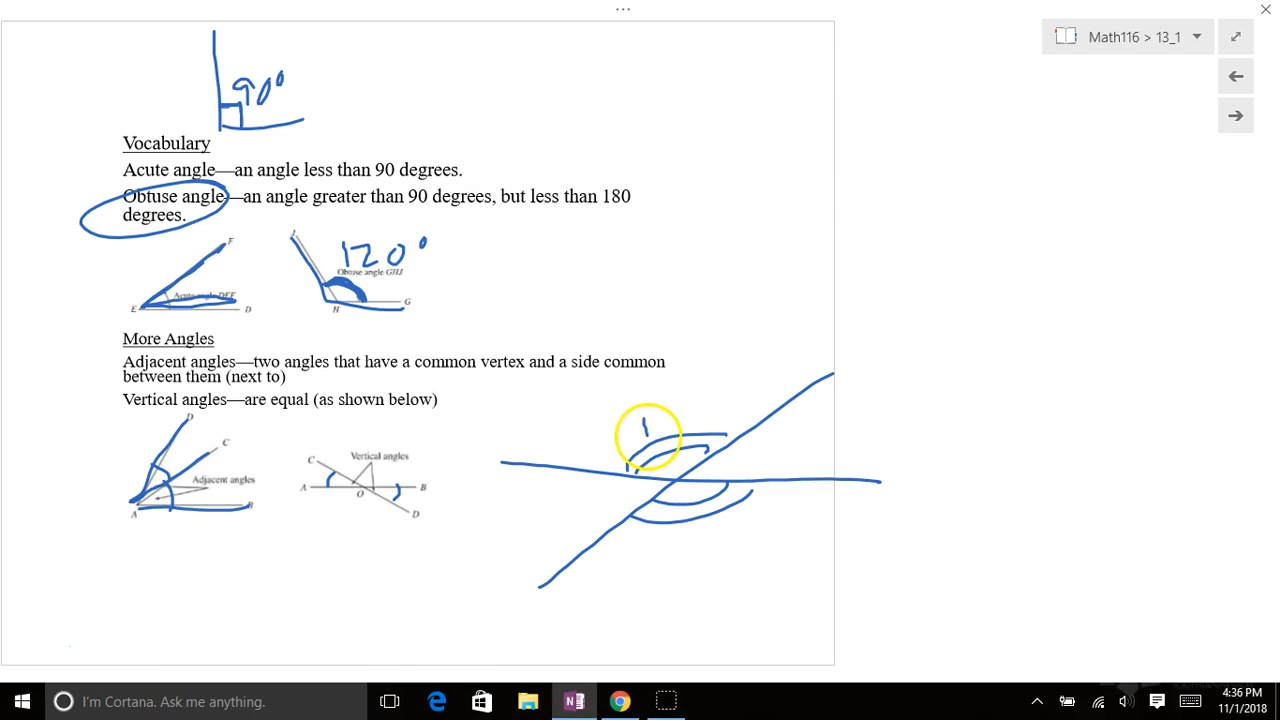 Math116 > 13_1
90°
Vocabulary
Acute angle—an angle less than 90 degrees.
Obtuse angle—an angle greater than 90 degrees, but less than 180
degrees.
F
Acute angle DEF
E
D
J
120°
Obtuse angle GHJ
H
G
More Angles
Adjacent angles—two angles that have a common vertex and a side common
between them (next to)
Vertical angles—are equal (as shown below)
D
C
Adjacent angles
A
B
C
Vertical angles
A
O
B
D
1
I'm Cortana. Ask me anything.
4:36 PM
11/1/2018